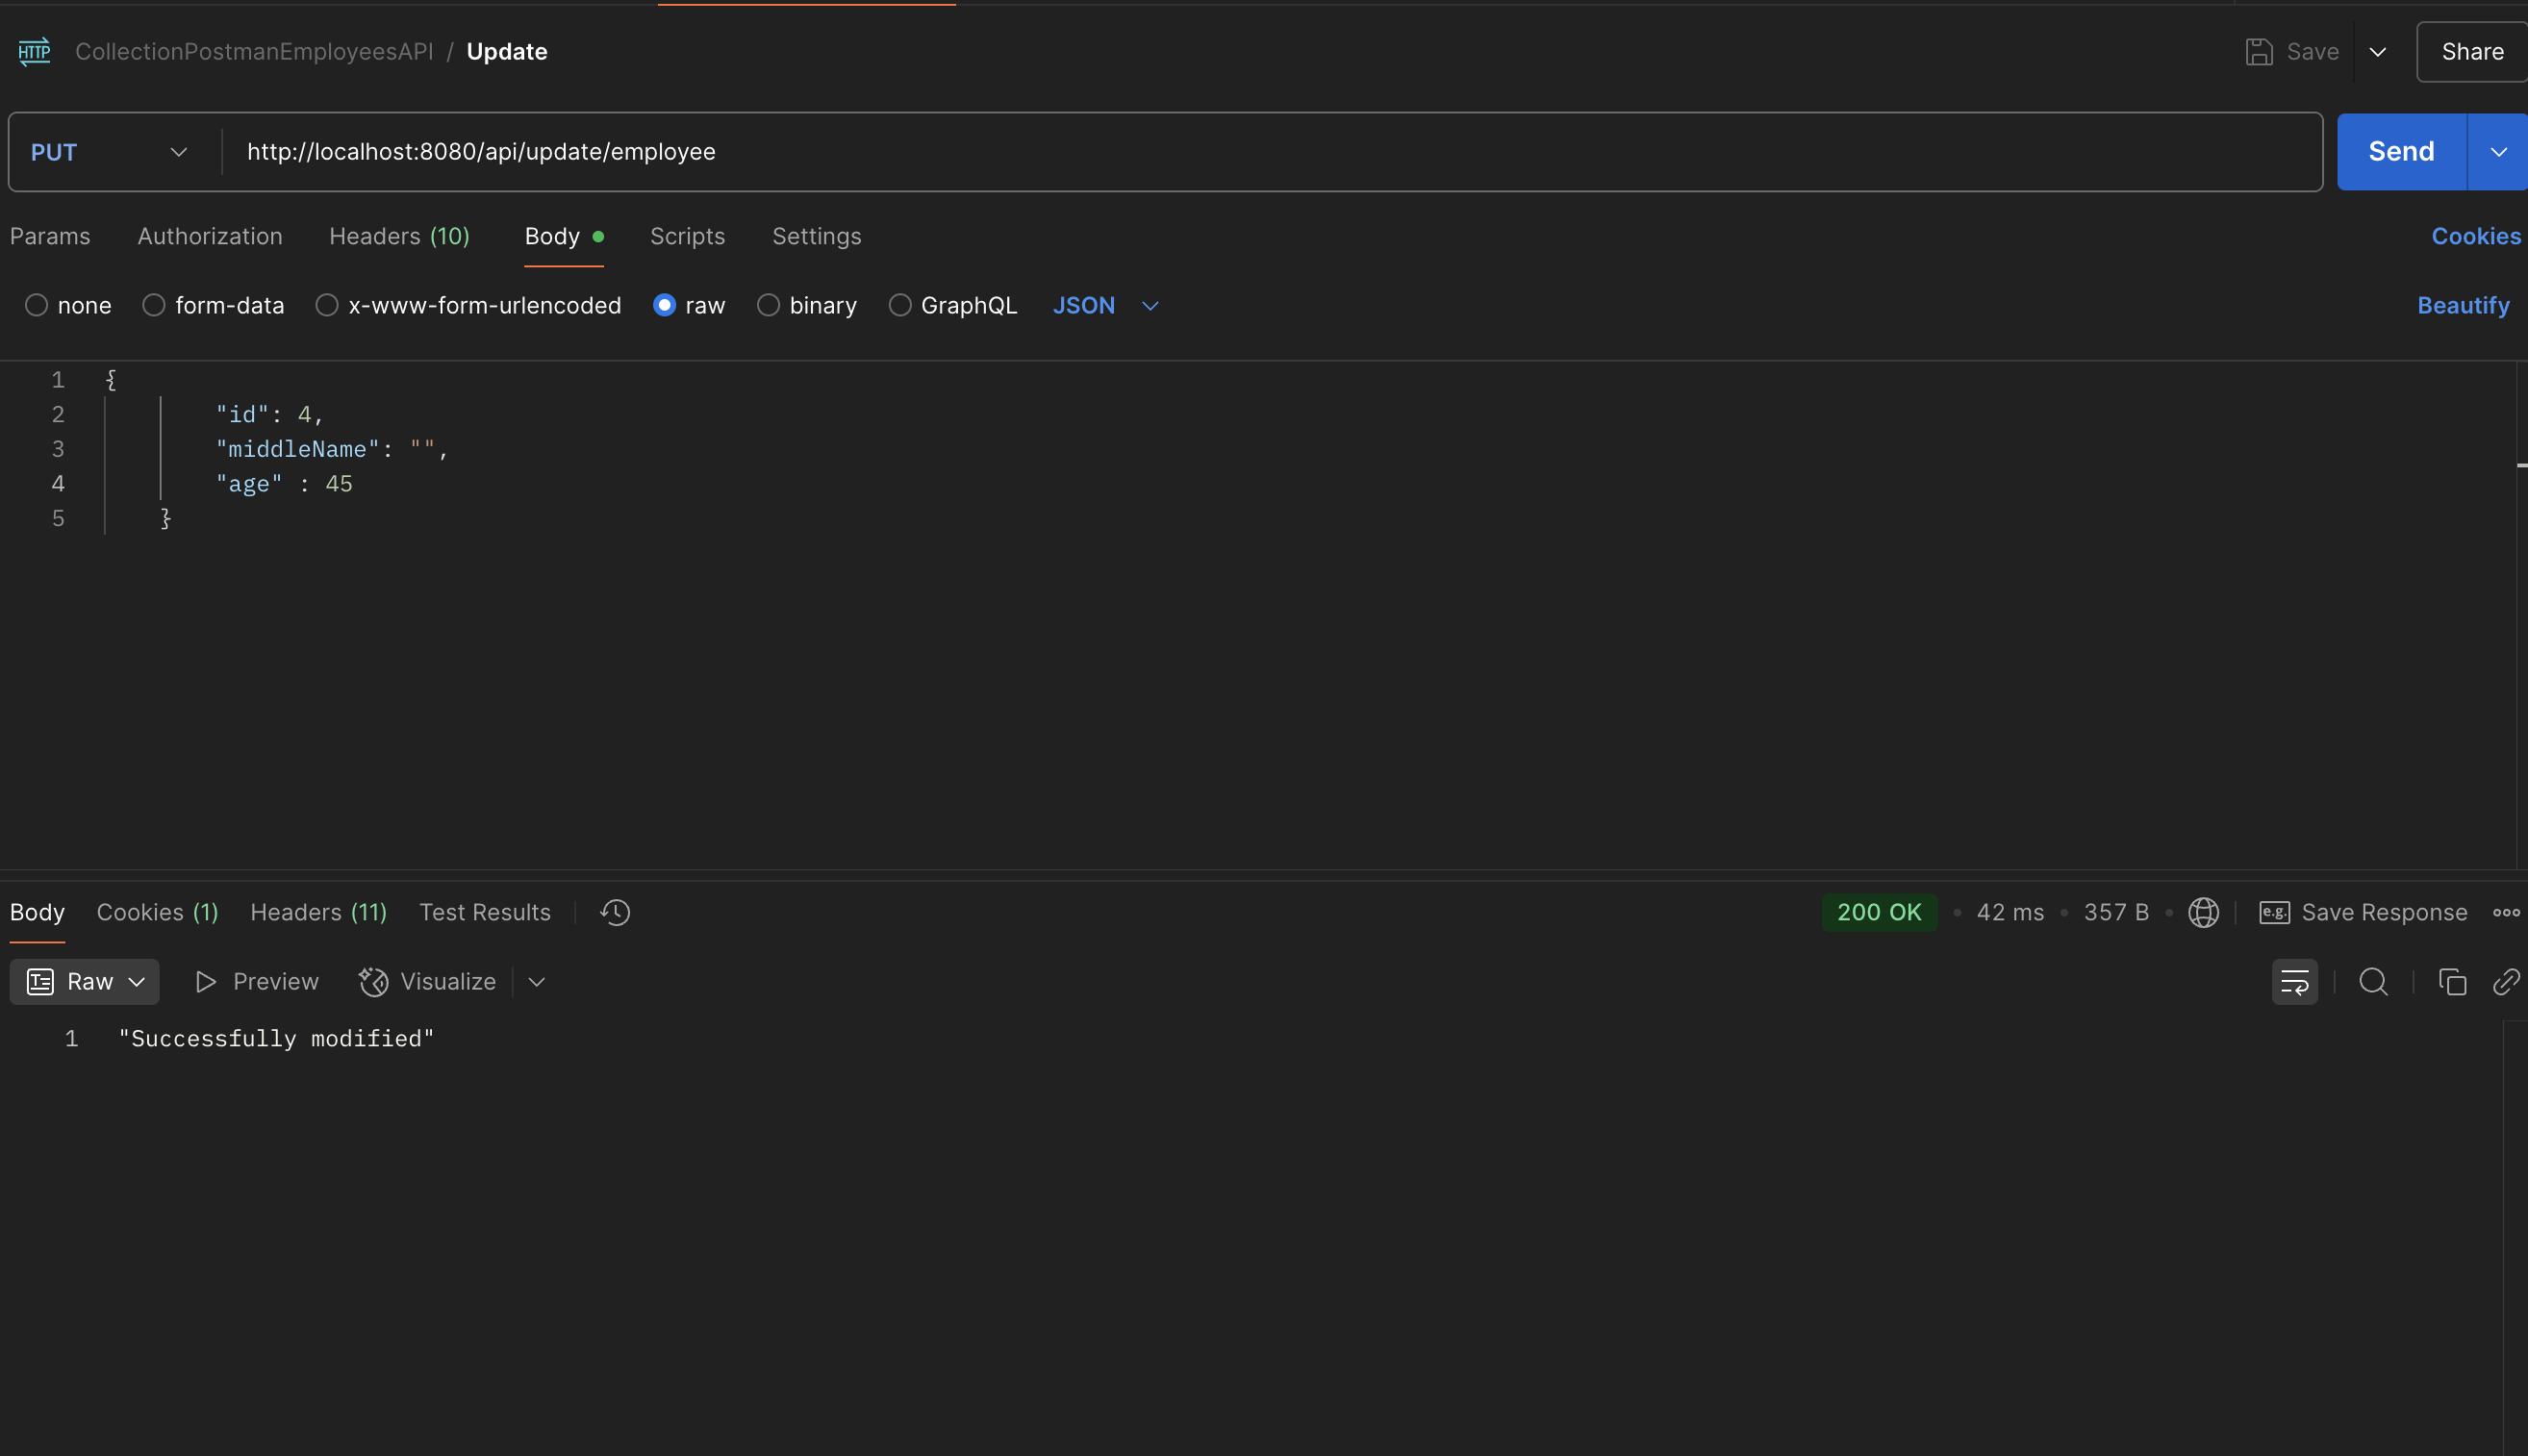 HTTP CollectionPostmanEmployeesAPI / Update Save Share
PUT http://localhost:8080/api/update/employee Send
Params Authorization Headers (10) Body Scripts Settings Cookies
none form-data x-www-form-urlencoded raw binary GraphQL JSON Beautify
1 {
2 "id": 4,
3 "middleName": "",
4 "age" : 45
5 }
Body Cookies (1) Headers (11) Test Results 200 OK • 42 ms • 357 B • e.g. Save Response
Raw Preview Visualize
1 "Successfully modified"